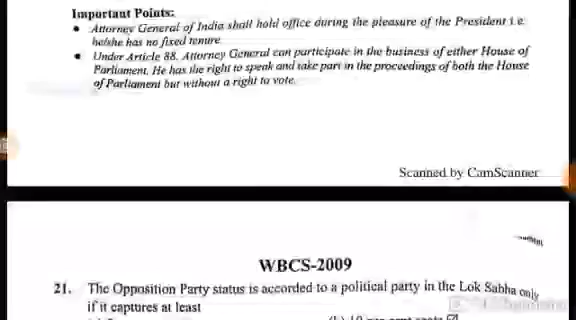 Important Points:
• Attorney General of India shall hold office during the pleasure of the President i.e.
he/she has no fixed tenure
• Under Article 88, Attorney General can participate in the business of either House of
Parliament. He has the right to speak and take part in the proceedings of both the House
of Parliament but without a right to vote.
Scanned by CamScanner
WBCS-2009
21. The Opposition Party status is accorded to a political party in the Lok Sabha only
if it captures at least